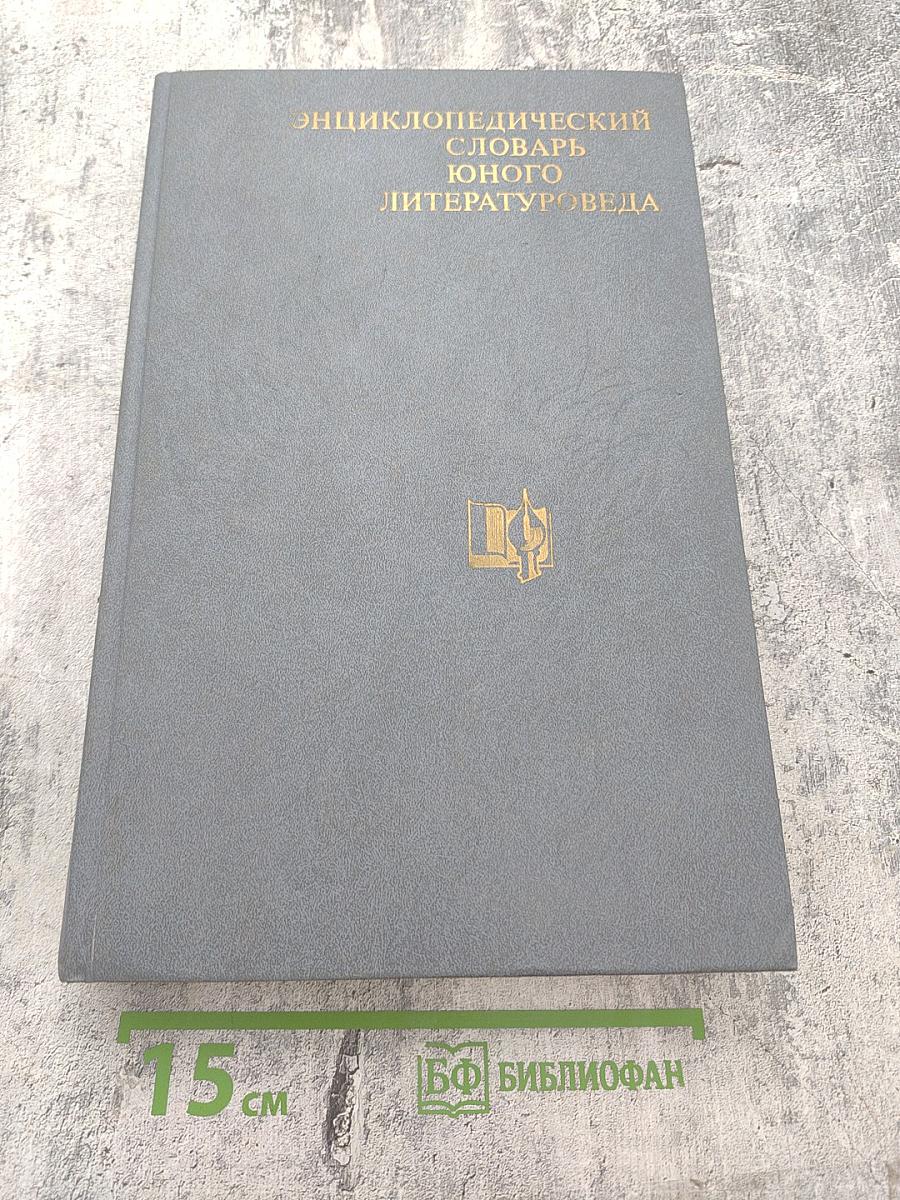 ЭНЦИКЛОПЕДИЧЕСКИЙ
СЛОВАРЬ
ЮНОГО
ЛИТЕРАТУРОВЕДА
15 см
БФ БИБЛИОФАН